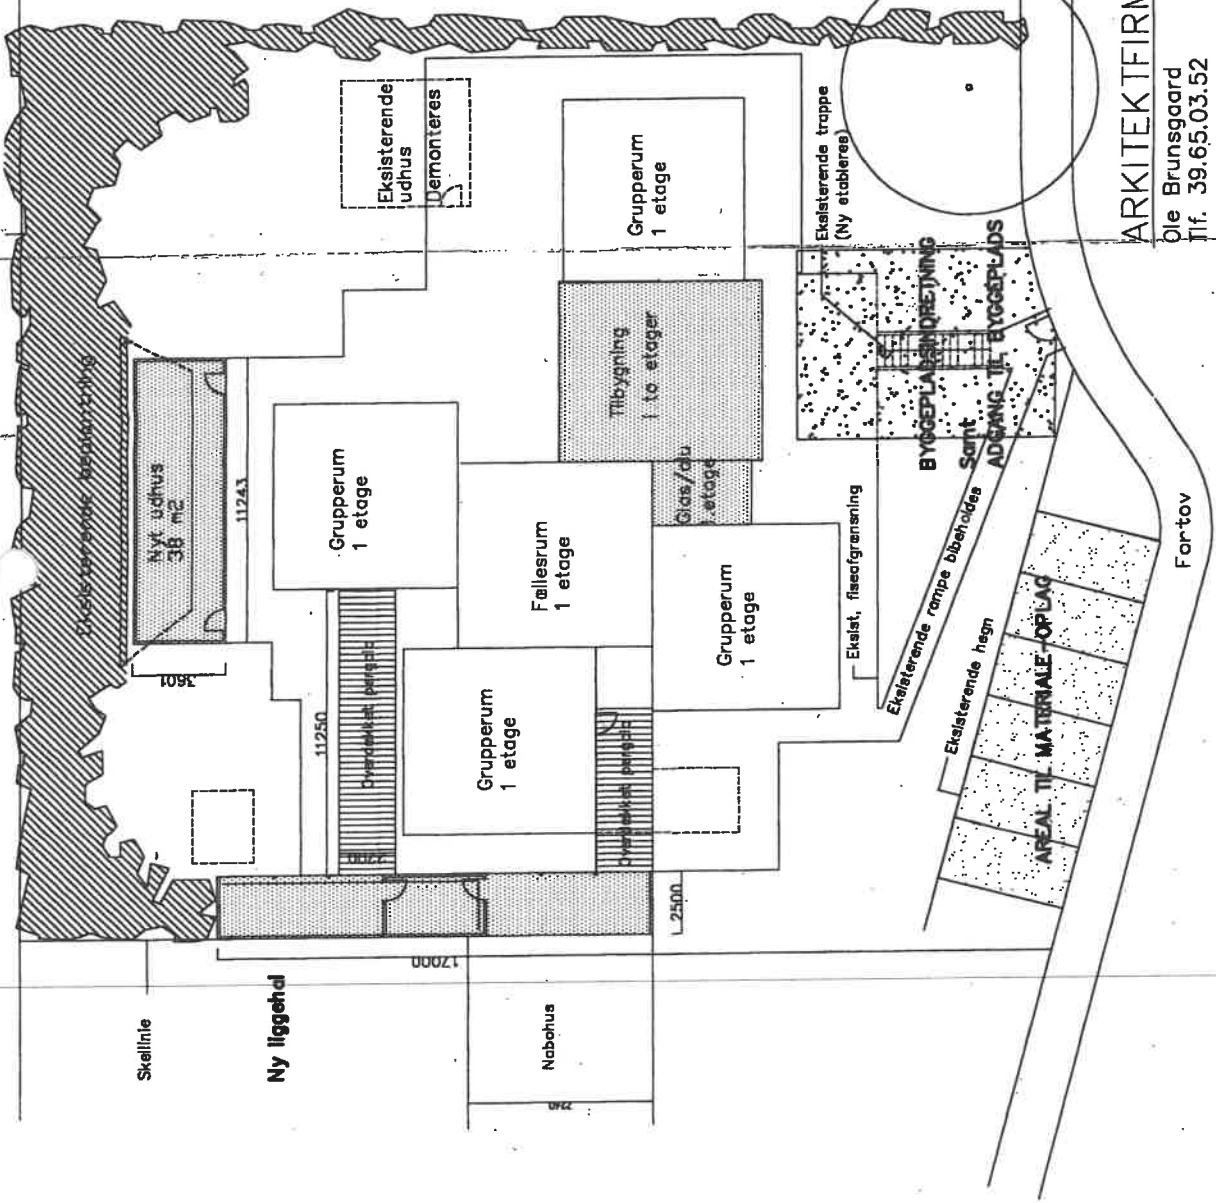 Eksisterende beplantning
Nyt udhus
38 m2
11243
3601
Eksisterende
udhus
Demonteres
Grupperum
1 etage
Tilbygning
I to etager
Grupperum
1 etage
Fællesrum
1 etage
Glas/alu
etage
Grupperum
1 etage
Grupperum
1 etage
Overdækket pergola
Overdækket pergola
11250
2200
2500
17000
Skellinie
Ny liggehal
Nabohus
Eksisterende trappe
(Ny etableres)
BYGGEPLADSINDRETNING
Samt
ADGANG TIL BYGGEPLADS
Eksist, fliseafgrænsning
Eksisterende rampe bibeholdes
Eksisterende hegn
AREAL TIL MATERIALE-OPLAG
Fortov
ARKITEKTFIRM
Ole Brunsgaard
Tlf. 39.65.03.52